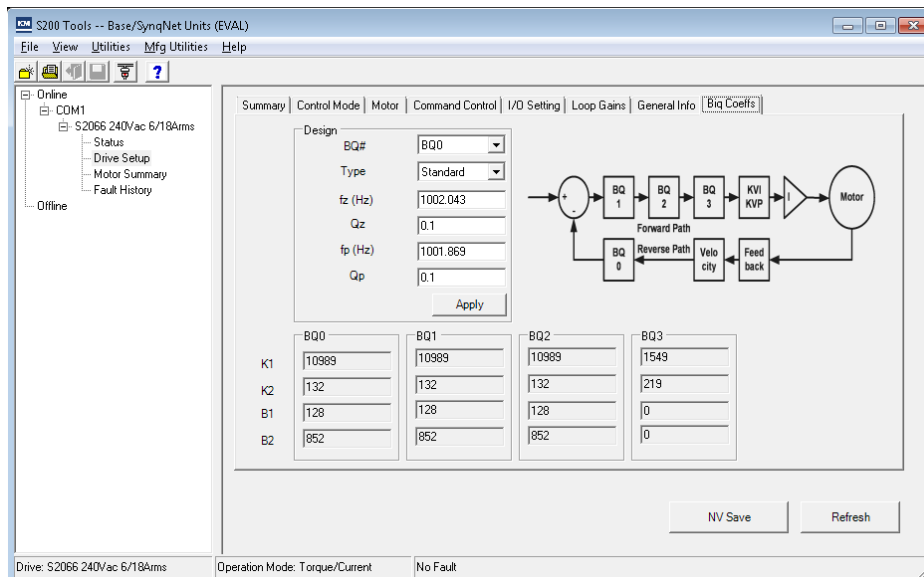 S200 Tools -- Base/SynqNet Units (EVAL)
File View Utilities Mfg Utilities Help
Online
COM1
S2066 240Vac 6/18Arms
Status
Drive Setup
Motor Summary
Fault History
Offline
Summary Control Mode Motor Command Control I/O Setting Loop Gains General Info Biq Coeffs
Design
BQ# BQ0
Type Standard
fz (Hz) 1002.043
Qz 0.1
fp (Hz) 1001.869
Qp 0.1
Apply
+
-
BQ 1
BQ 2
BQ 3
KVI KVP
I
Motor
Forward Path
Reverse Path
BQ 0
Velo city
Feed back
BQ0 BQ1 BQ2 BQ3
K1 10989 10989 10989 1549
K2 132 132 132 219
B1 128 128 128 0
B2 852 852 852 0
NV Save Refresh
Drive: S2066 240Vac 6/18Arms Operation Mode: Torque/Current No Fault